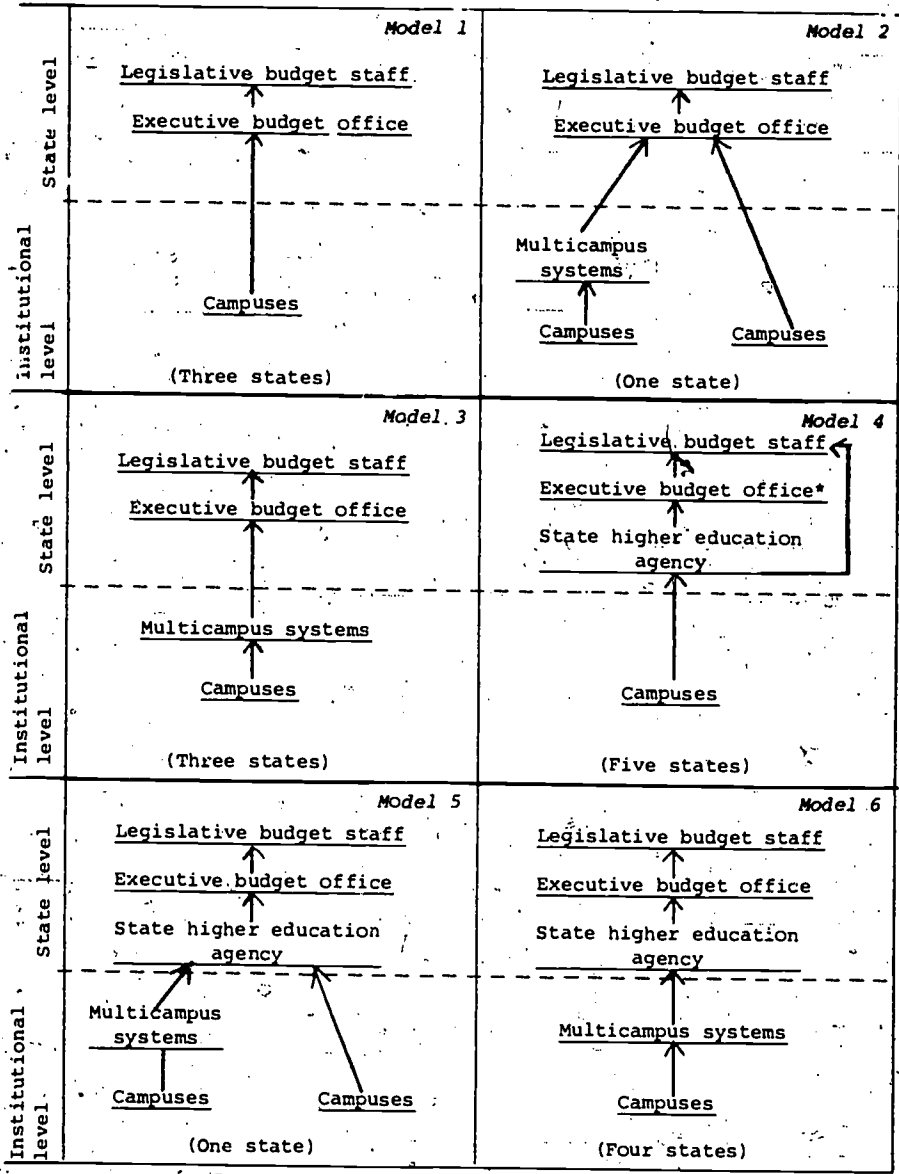 Model 1
State level
Legislative budget staff
Executive budget office
Institutional level
Campuses
(Three states)
Model 2
Legislative budget staff
Executive budget office
Multicampus
systems
Campuses
Campuses
(One state)
Model 3
State level
Legislative budget staff
Executive budget office
Institutional level
Multicampus systems
Campuses
(Three states)
Model 4
Legislative budget staff
Executive budget office*
State higher education
agency
Campuses
(Five states)
Model 5
State level
Legislative budget staff
Executive budget office
State higher education
agency
Institutional level
Multicampus
systems
Campuses
Campuses
(One state)
Model 6
Legislative budget staff
Executive budget office
State higher education
agency
Multicampus systems
Campuses
(Four states)